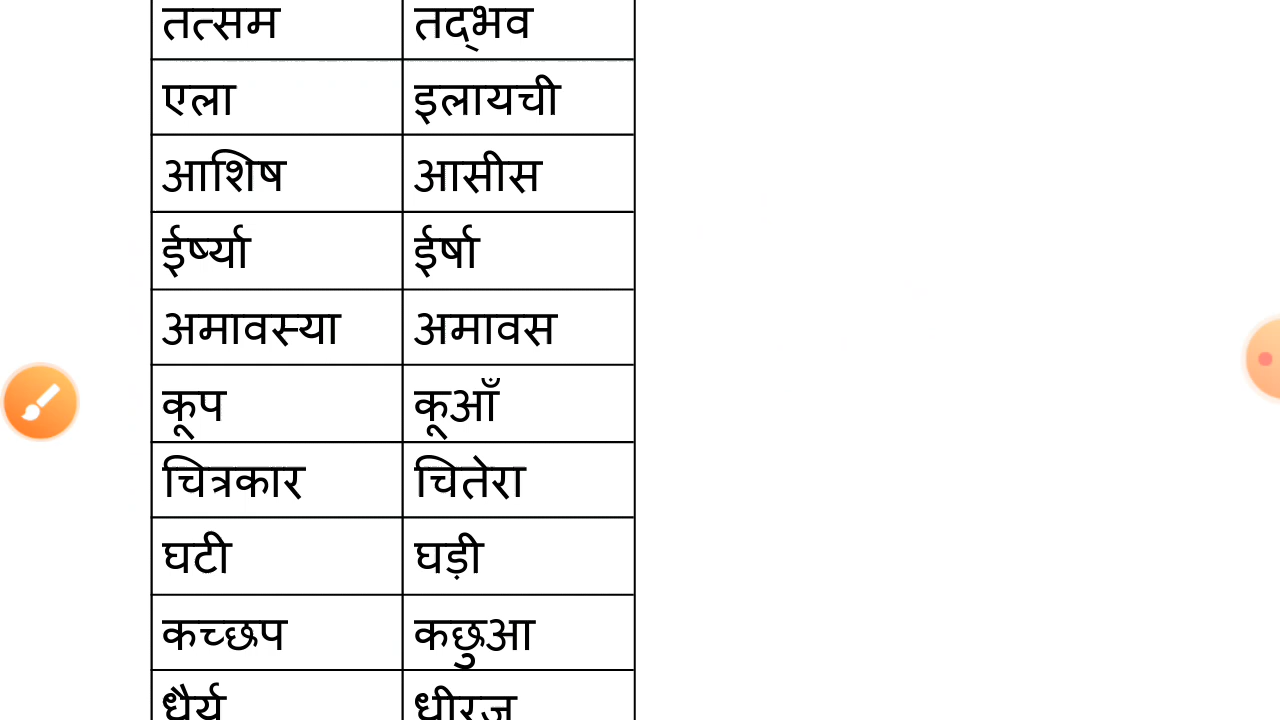 तत्सम तद्भव
एला इलायची
आशिष आसीस
ईर्ष्या ईर्षा
अमावस्या अमावस
कूप कूआँ
चित्रकार चितेरा
घटी घड़ी
कच्छप कछुआ
धैर्य धीरज